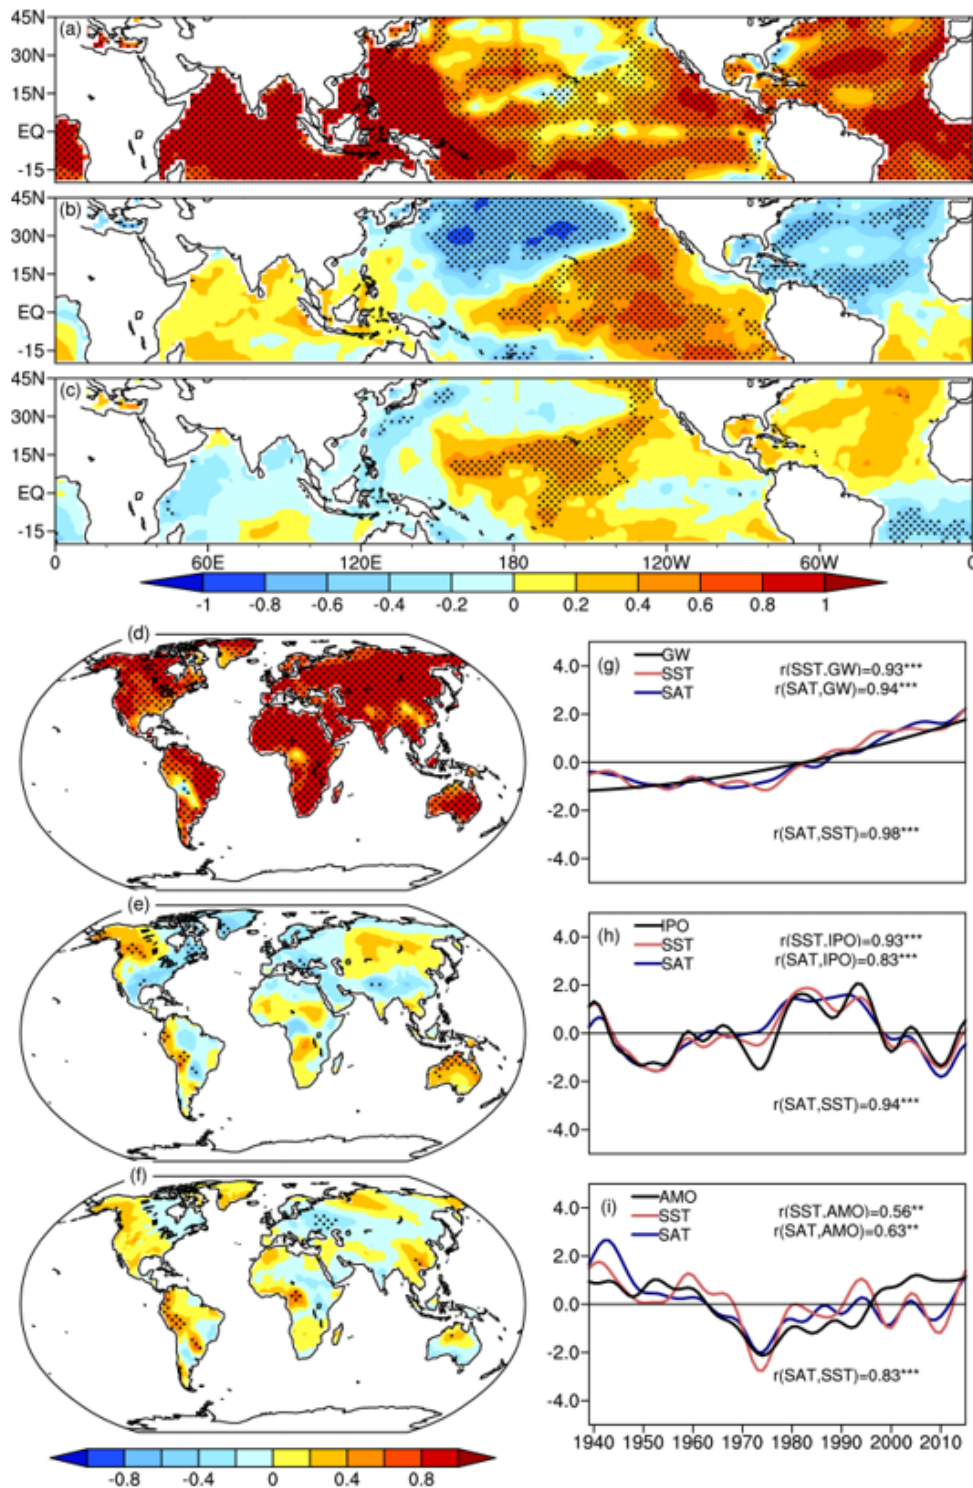 45N
(a)
30N
15N
EQ
-15
45N
(b)
30N
15N
EQ
-15
45N
(c)
30N
15N
EQ
-15
0 60E 120E 180 120W 60W 0
-1 -0.8 -0.6 -0.4 -0.2 0 0.2 0.4 0.6 0.8 1
(d)
4.0
2.0
0.0
-2.0
-4.0
(g)
GW
SST
SAT
r(SST.GW)=0.93***
r(SAT,GW)=0.94***
r(SAT,SST)=0.98***
(e)
4.0
2.0
0.0
-2.0
-4.0
(h)
IPO
SST
SAT
r(SST.IPO)=0.93***
r(SAT,IPO)=0.83***
r(SAT,SST)=0.94***
(f)
4.0
2.0
0.0
-2.0
-4.0
(i)
AMO
SST
SAT
r(SST,AMO)=0.56**
r(SAT,AMO)=0.63**
r(SAT,SST)=0.83***
1940 1950 1960 1970 1980 1990 2000 2010
-0.8 -0.4 0 0.4 0.8